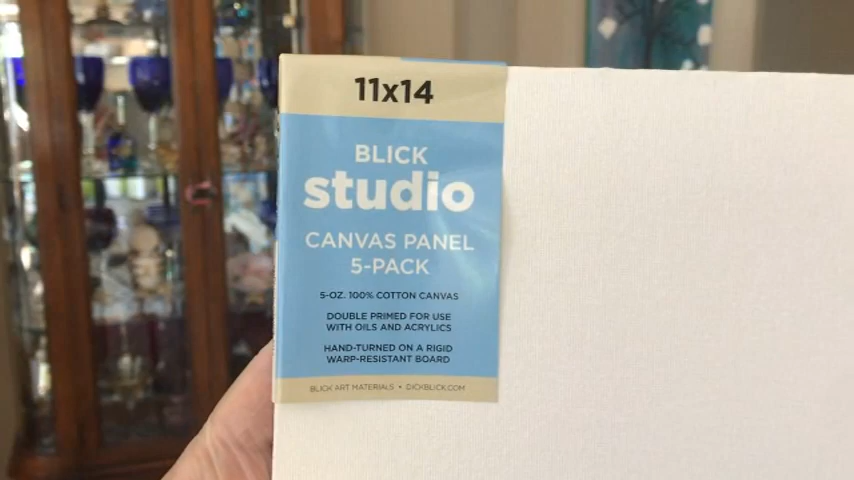 11x14
BLICK
studio
CANVAS PANEL
5-PACK
5-OZ. 100% COTTON CANVAS
DOUBLE PRIMED FOR USE
WITH OILS AND ACRYLICS
HAND-TURNED ON A RIGID
WARP-RESISTANT BOARD
BLICK ART MATERIALS • DICKBLICK.COM